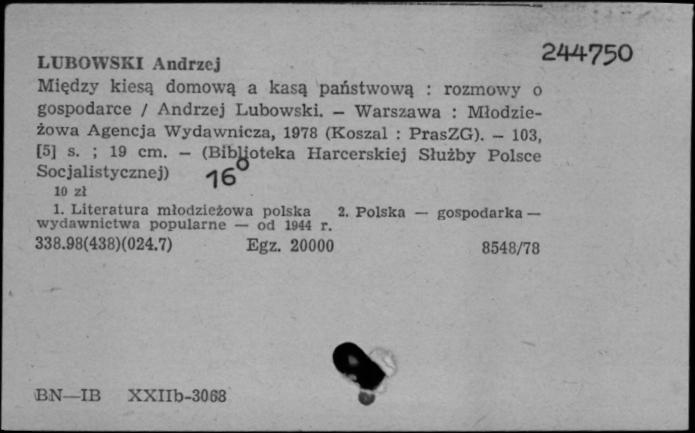 244750
LUBOWSKI Andrzej
Między kiesą domową a kasą państwową : rozmowy o
gospodarce / Andrzej Lubowski. — Warszawa : Młodzie-
żowa Agencja Wydawnicza, 1978 (Koszal : PrasZG). — 103,
[5] s. ; 19 cm. — (Biblioteka Harcerskiej Służby Polsce
Socjalistycznej)
16°
10 zł
1. Literatura młodzieżowa polska 2. Polska — gospodarka —
wydawnictwa popularne — od 1944 r.
338.98(438)(024.7) Egz. 20000 8548/78
BN—IB XXIIb-3068